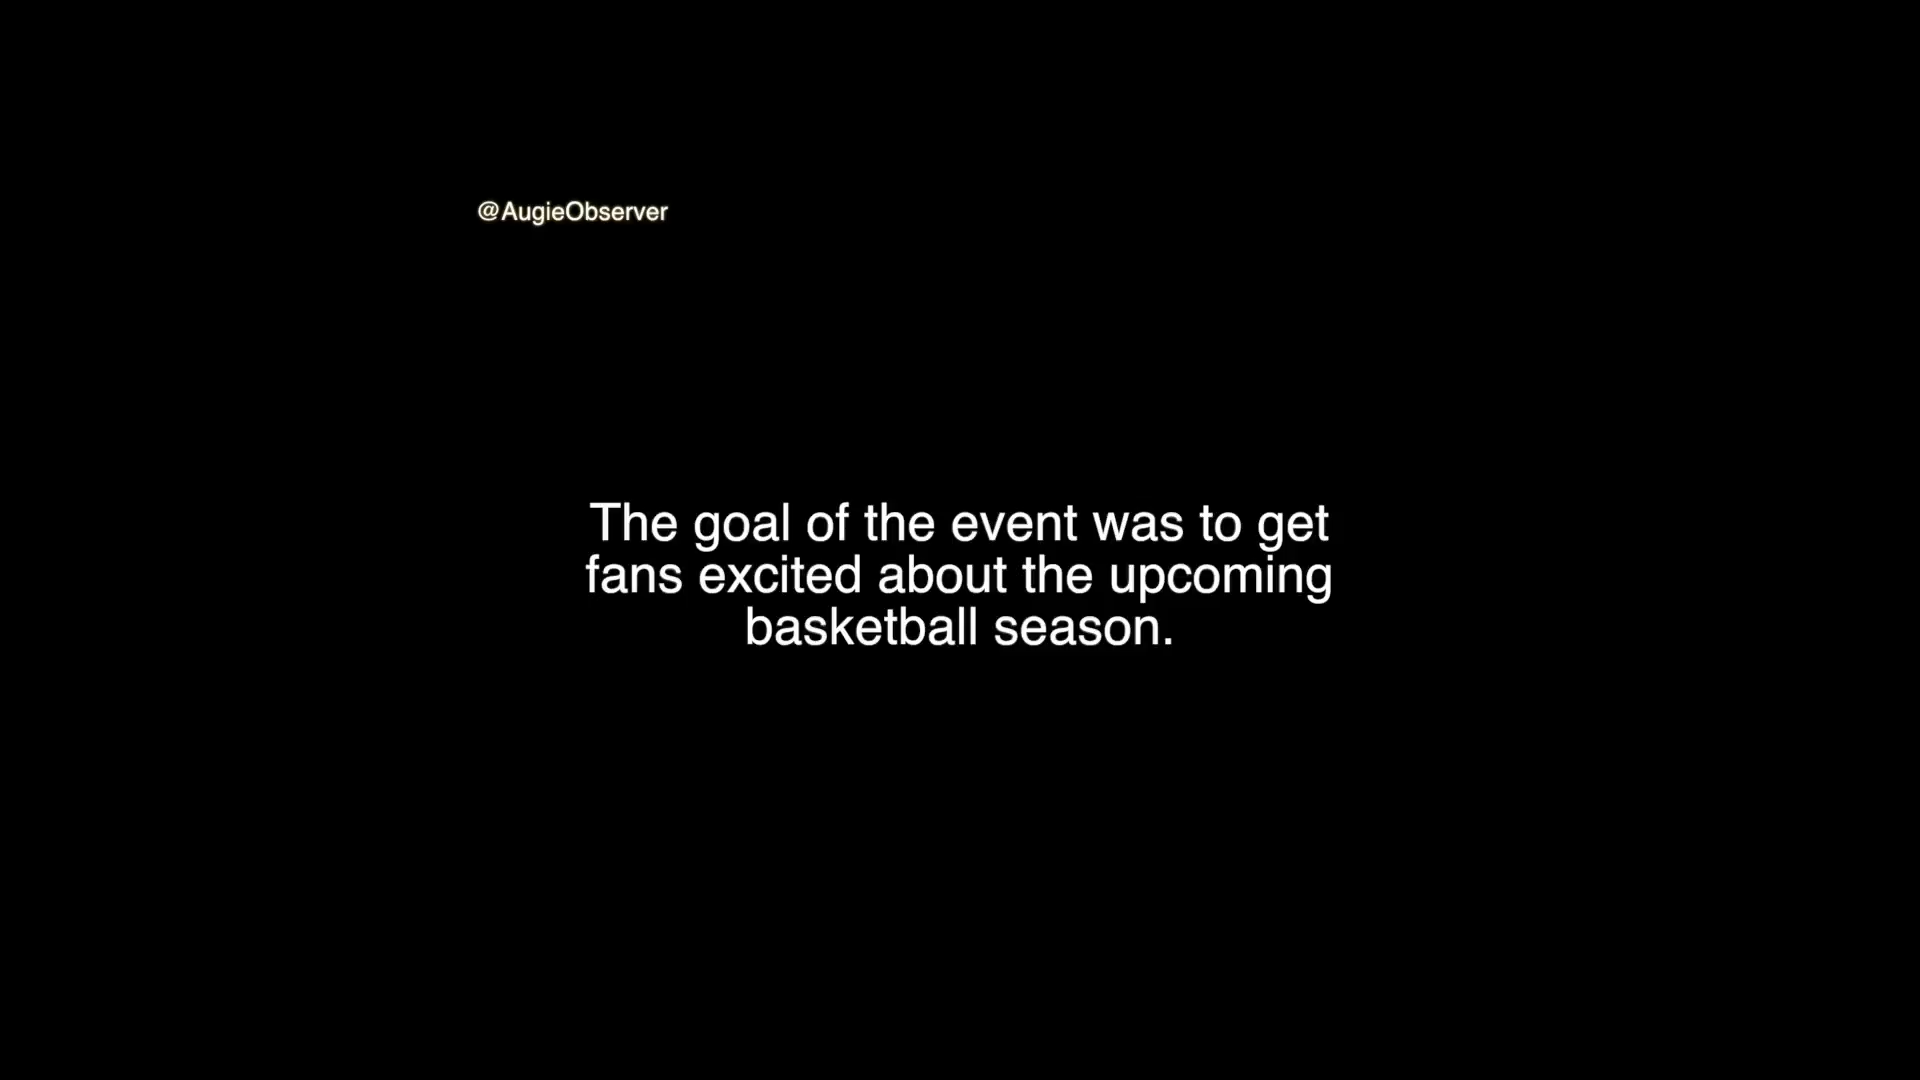 @AugieObserver
The goal of the event was to get
fans excited about the upcoming
basketball season.